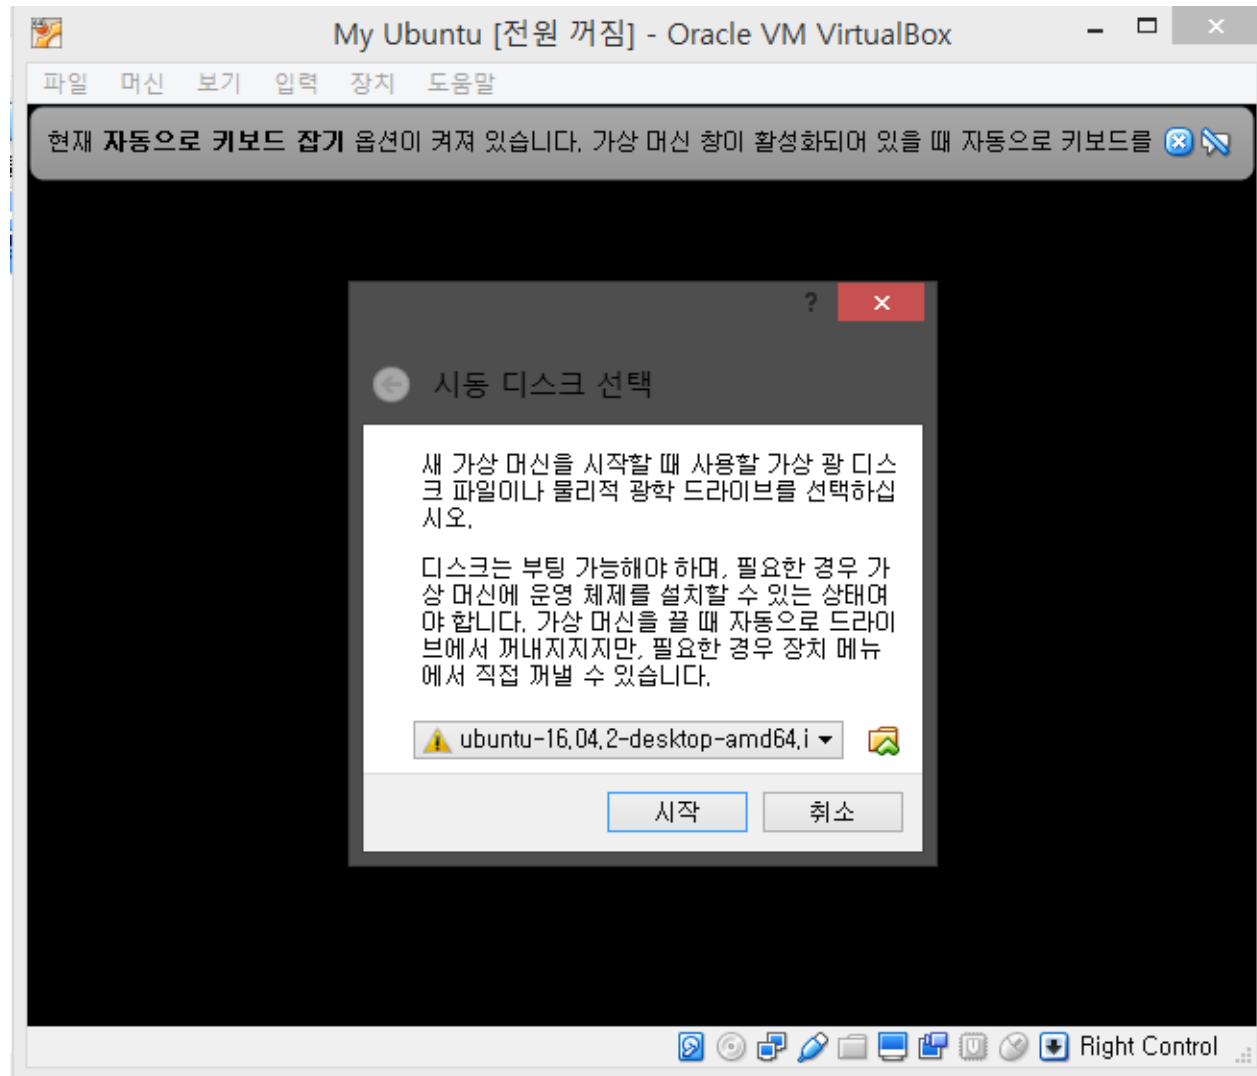 My Ubuntu [전원 꺼짐] - Oracle VM VirtualBox
파일 머신 보기 입력 장치 도움말
현재 자동으로 키보드 잡기 옵션이 켜져 있습니다. 가상 머신 창이 활성화되어 있을 때 자동으로 키보드를
?
시동 디스크 선택
새 가상 머신을 시작할 때 사용할 가상 광 디스
크 파일이나 물리적 광학 드라이브를 선택하십
시오.
디스크는 부팅 가능해야 하며, 필요한 경우 가
상 머신에 운영 체제를 설치할 수 있는 상태여
야 합니다. 가상 머신을 끌 때 자동으로 드라이
브에서 꺼내지지지만, 필요한 경우 장치 메뉴
에서 직접 꺼낼 수 있습니다.
ubuntu-16.04.2-desktop-amd64.i
시작 취소
Right Control